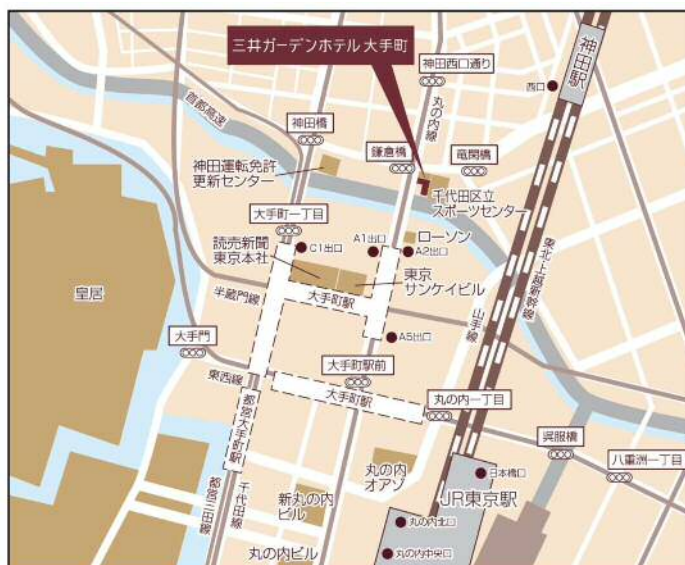 三井ガーデンホテル 大手町
神田西口通り
神田駅
西口
首都高速
神田橋
丸の内線
鎌倉橋
竜閑橋
神田運転免許
更新センター
千代田区立
スポーツセンター
大手町一丁目
C1出口
A1出口
ローソン
A2出口
読売新聞
東京本社
東京
サンケイビル
東北・上越新幹線
皇居
半蔵門線
大手町駅
山手線
大手門
A5出口
大手町駅前
東西線
大手町駅
丸の内一丁目
都営大手町駅
呉服橋
八重洲一丁目
丸の内
オアゾ
日本橋口
JR東京駅
都営三田線
千代田線
新丸の内
ビル
丸の内北口
丸の内ビル
丸の内中央口